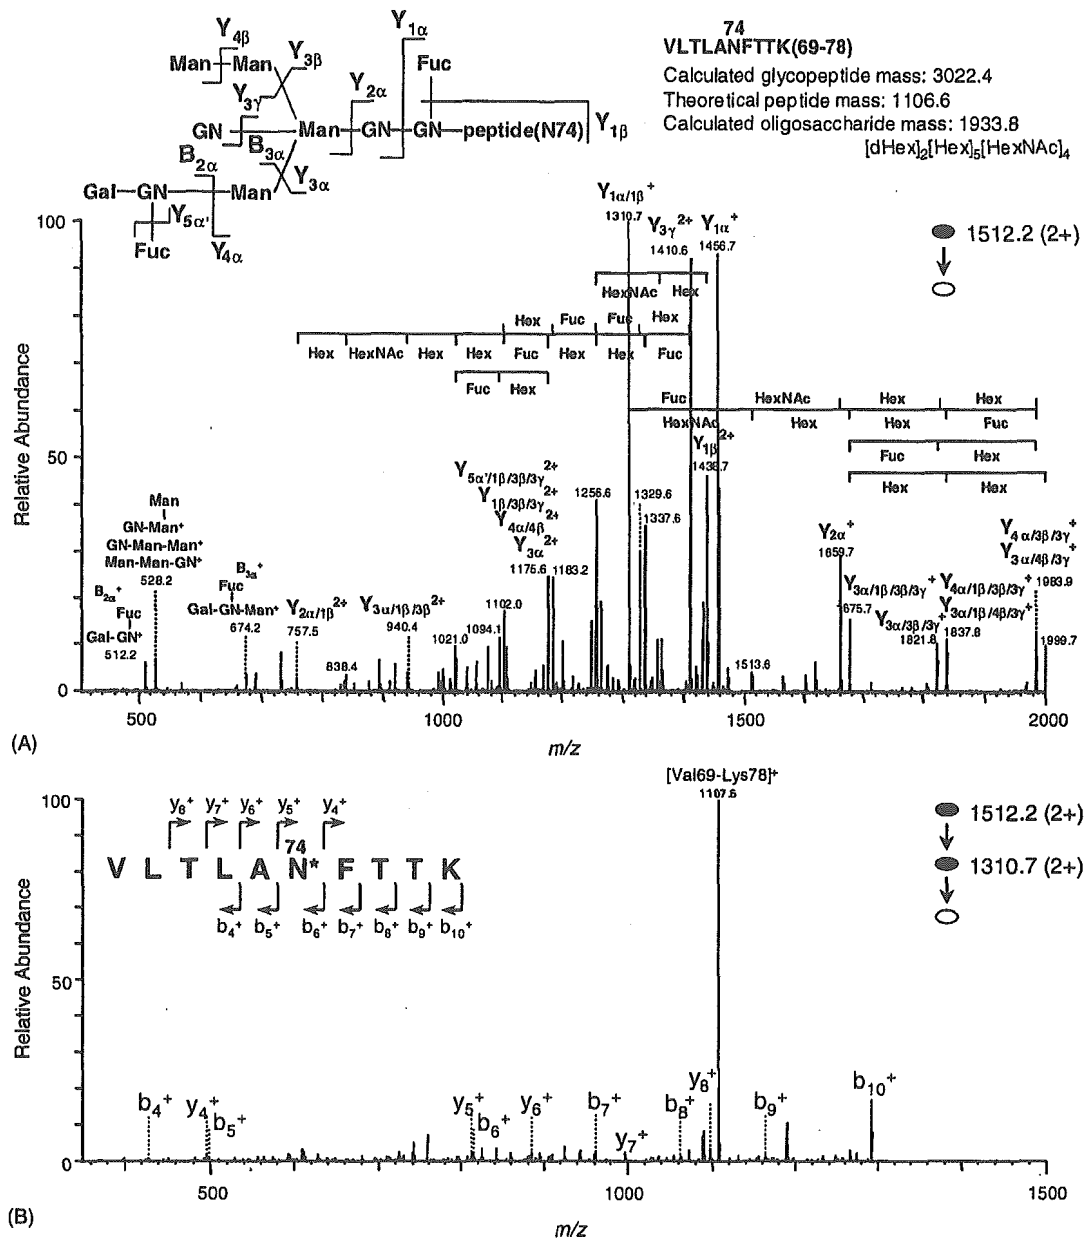 Y4β
Y1α
Man Man
Y3β
Fuc
Y3γ
Y2α
GN
Man GN GN peptide(N74)
Y1β
B3α
B2α
Y3α
Gal GN Man
Y5α'
Fuc
Y4α
74
VLTLANFTTK(69-78)
Calculated glycopeptide mass: 3022.4
Theoretical peptide mass: 1106.6
Calculated oligosaccharide mass: 1933.8
[dHex]2[Hex]5[HexNAc]4
Y1α/1β+
1310.7
Y3γ2+
1410.6
Y1α+
1456.7
1512.2 (2+)
HexNAc Hex
Hex Fuc Fuc Hex
Hex HexNAc Hex Hex Fuc Hex Hex Fuc
Fuc Hex
Fuc HexNAc Hex Hex
HexNAc Hex Hex Fuc
Fuc Hex
Hex Hex
Y1β2+
1438.7
Y5α'/1β/3β/3γ2+
Y1β/3β/3γ2+
Y4α/4β2+
Y3α2+
1175.6
1183.2
1256.6
1329.6
1337.6
Man
GN-Man+
GN-Man-Man+
Man-Man-GN+
528.2
B2α+
Fuc
Gal-GN+
512.2
B3α+
Fuc
Gal-GN-Man+
674.2
Y2α/1β2+
757.5
838.4
Y3α/1β/3β2+
940.4
1021.0
1094.1
1102.0
1513.6
Y2α+
1659.7
Y3α/1β/3β/3γ+
1675.7
Y3α/3β/3γ+
1821.8
Y4α/1β/3β/3γ+
Y3α/1β/4β/3γ+
1837.8
Y4α/3β/3γ+
Y3α/4β/3γ+
1983.9
1999.7
Relative Abundance
100
50
0
500 1000 1500 2000
m/z
(A)
[Val69-Lys78]+
1107.6
y8+ y7+ y6+ y5+ y4+
74
V L T L A N* F T T K
b4+ b5+ b6+ b7+ b8+ b9+ b10+
1512.2 (2+)
1310.7 (2+)
b4+ y4+ b5+ y5+ b6+ y6+ b7+ y7+ b8+ y8+ b9+ b10+
Relative Abundance
100
50
0
500 1000 1500
m/z
(B)